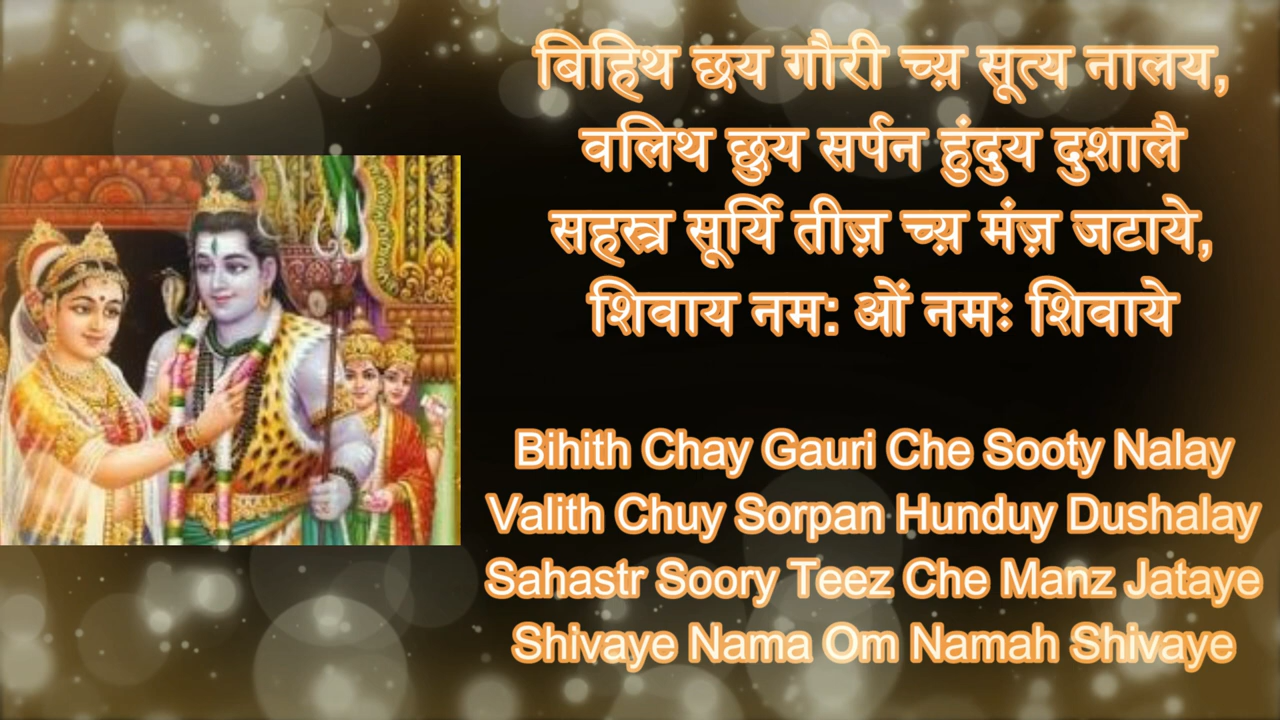 बिहिथ छय गौरी च्य़ सूत्य नालय,
वलिथ छुय सर्पन हुंदुय दुशालै
सहस्त्र सूर्यि तीज़ च्य़ मंज़ जटाये,
शिवाय नम: ओं नमः शिवाये
Bihith Chay Gauri Che Sooty Nalay
Valith Chuy Sorpan Hunduy Dushalay
Sahastr Soory Teez Che Manz Jataye
Shivaye Nama Om Namah Shivaye